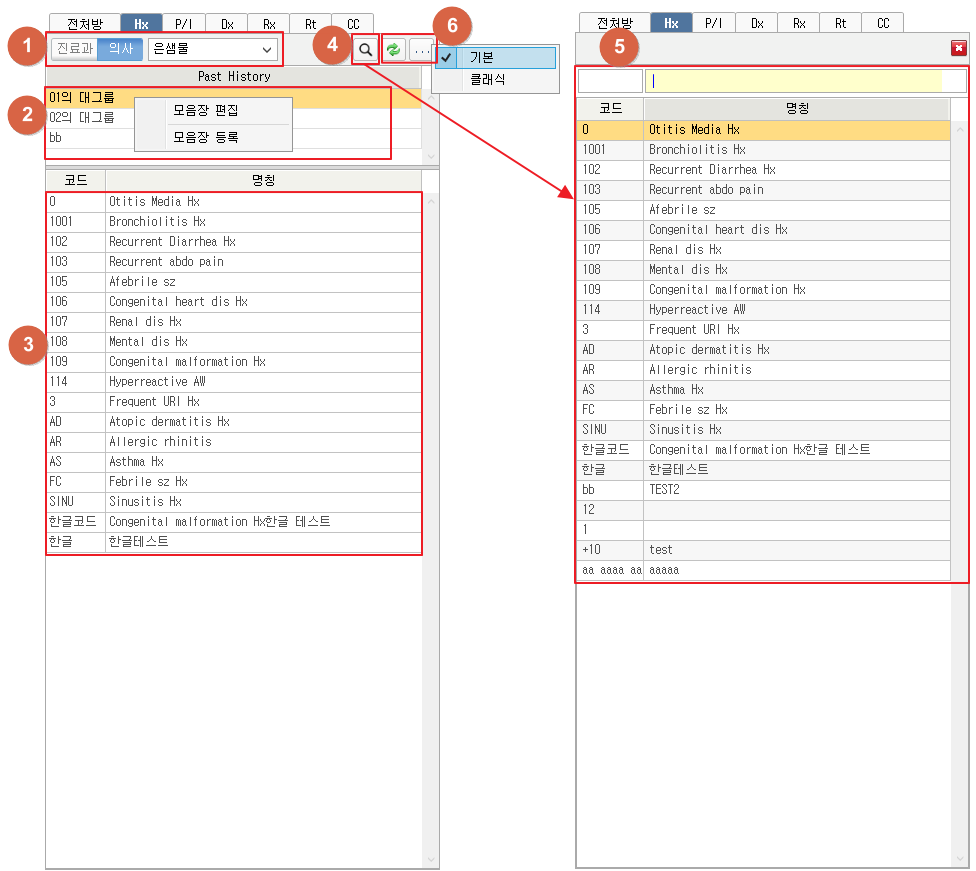 전처방 Hx P/I Dx Rx Rt CC
1 진료과 의사 은샘물 4 6
✓ 기본
클래식
Past History
2 01의 대그룹
02의 대그룹
bb
모음장 편집
모음장 등록
코드 명칭
0 Otitis Media Hx
1001 Bronchiolitis Hx
102 Recurrent Diarrhea Hx
103 Recurrent abdo pain
105 Afebrile sz
106 Congenital heart dis Hx
107 Renal dis Hx
3 108 Mental dis Hx
109 Congenital malformation Hx
114 Hyperreactive AW
3 Frequent URI Hx
AD Atopic dermatitis Hx
AR Allergic rhinitis
AS Asthma Hx
FC Febrile sz Hx
SINU Sinusitis Hx
한글코드 Congenital malformation Hx한글 테스트
한글 한글테스트
전처방 Hx P/I Dx Rx Rt CC
5
코드 명칭
0 Otitis Media Hx
1001 Bronchiolitis Hx
102 Recurrent Diarrhea Hx
103 Recurrent abdo pain
105 Afebrile sz
106 Congenital heart dis Hx
107 Renal dis Hx
108 Mental dis Hx
109 Congenital malformation Hx
114 Hyperreactive AW
3 Frequent URI Hx
AD Atopic dermatitis Hx
AR Allergic rhinitis
AS Asthma Hx
FC Febrile sz Hx
SINU Sinusitis Hx
한글코드 Congenital malformation Hx한글 테스트
한글 한글테스트
bb TEST2
12
1
+10 test
aa aaaa aa aaaaa